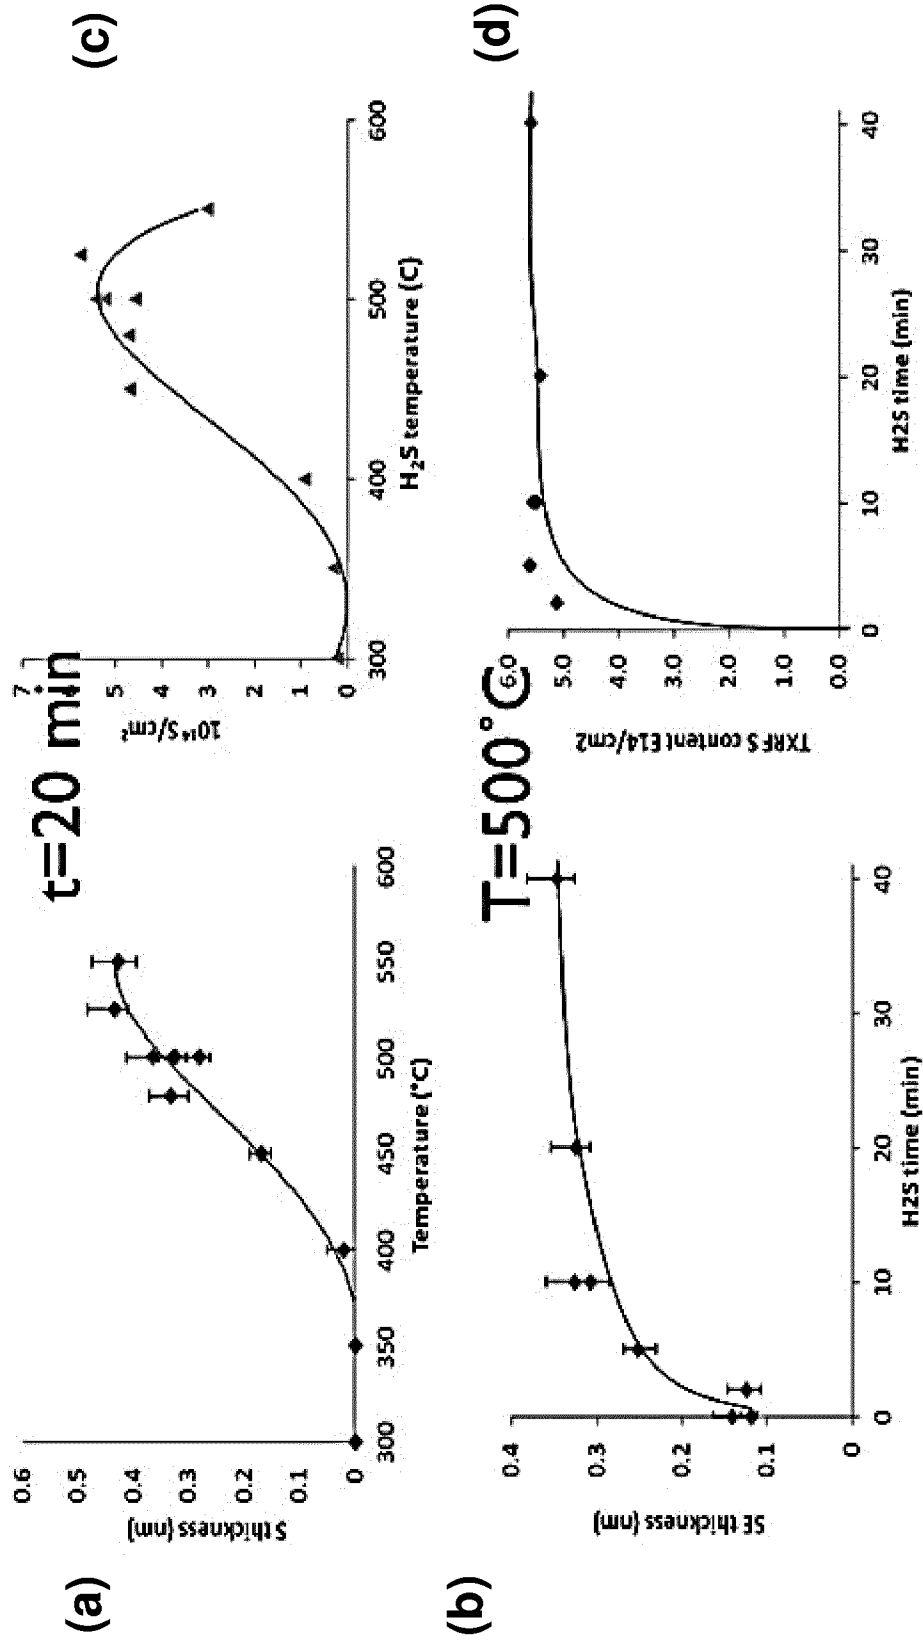 (a)
t=20 min
(c)
0.6
0.5
0.4
0.3
0.2
0.1
0
S thickness (nm)
300 350 400 450 500 550 600
Temperature (°C)
7
5
4
3
2
1
0
10¹⁴S/cm²
300 400 500 600
H₂S temperature (C)
(b)
T=500°C
(d)
0.4
0.3
0.2
0.1
0
SE thickness (nm)
0 10 20 30 40
H2S time (min)
6.0
5.0
4.0
3.0
2.0
1.0
0.0
TXRF S content E14/cm2
0 10 20 30 40
H2S time (min)